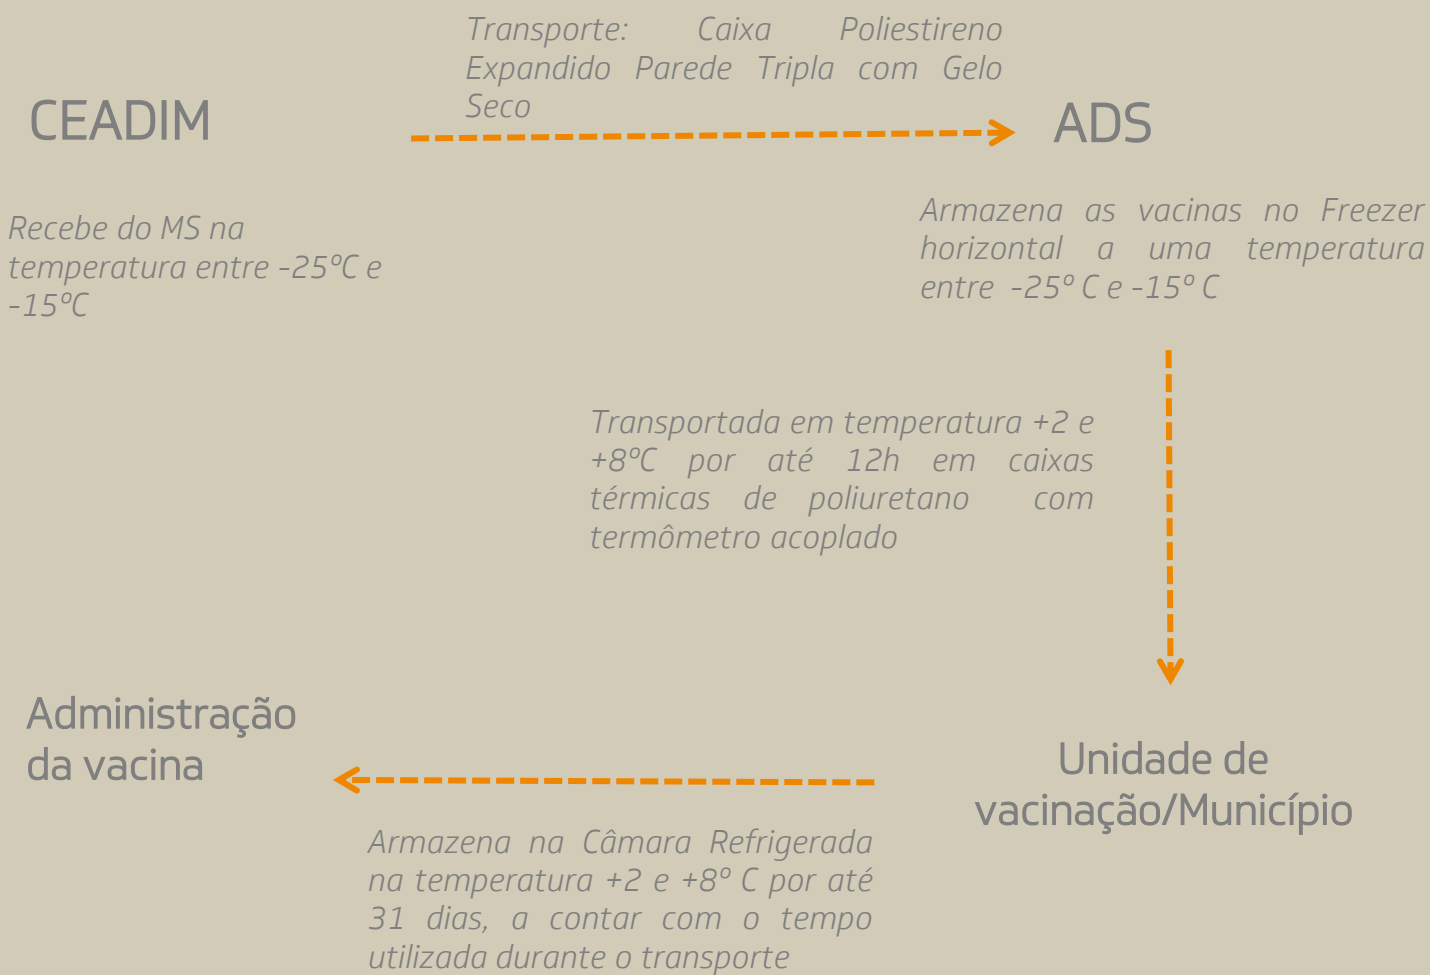 Transporte: Caixa Poliestireno
Expandido Parede Tripla com Gelo
Seco
CEADIM
ADS
Recebe do MS na
temperatura entre -25ºC e
-15ºC
Armazena as vacinas no Freezer
horizontal a uma temperatura
entre -25º C e -15º C
Transportada em temperatura +2 e
+8ºC por até 12h em caixas
térmicas de poliuretano com
termômetro acoplado
Unidade de
vacinação/Município
Administração
da vacina
Armazena na Câmara Refrigerada
na temperatura +2 e +8º C por até
31 dias, a contar com o tempo
utilizada durante o transporte